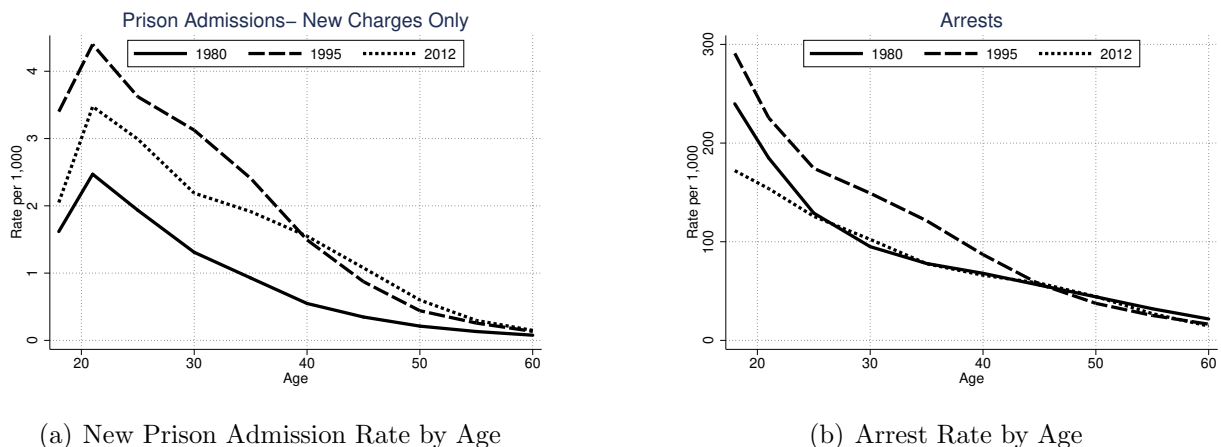 Prison Admissions– New Charges Only
1980 1995 2012
Rate per 1,000
4
3
2
1
0
20 30 40 50 60
Age
(a) New Prison Admission Rate by Age
Arrests
1980 1995 2012
Rate per 1,000
300
200
100
0
20 30 40 50 60
Age
(b) Arrest Rate by Age